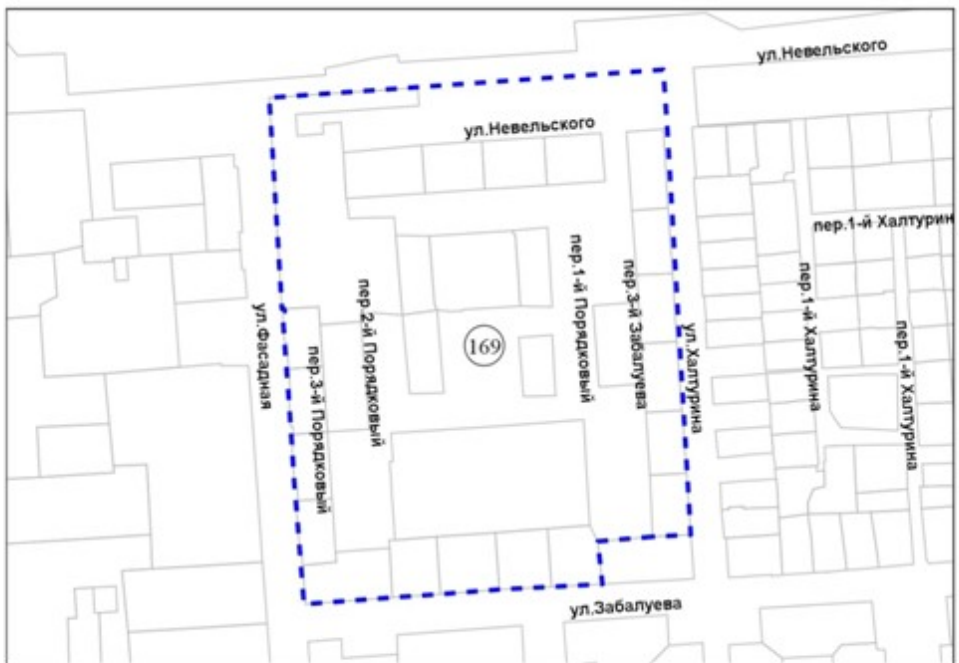 ул.Невельского
ул.Невельского
пер.1-й Халтурин
пер.1-й Порядковый
пер.3-й Забалуева
пер.1-й Халтурина
пер.2-й Порядковый
ул.Фасадная
169
ул.Халтурина
пер.1-й Халтурина
пер.3-й Порядковый
ул.Забалуева